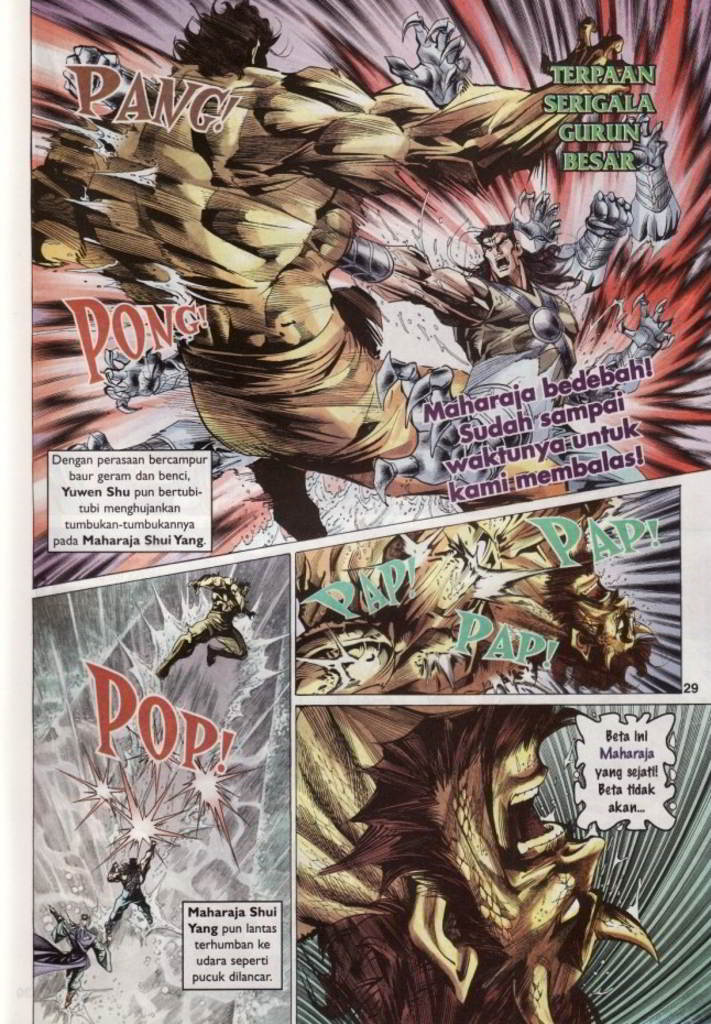 PANG!
TERPAAN
SERIGALA
GURUN
BESAR
PONG!
Maharaja bedebah!
Sudah sampai
waktunya untuk
kami membalas!
Dengan perasaan bercampur
baur geram dan benci,
Yuwen Shu pun bertubi-
tubi menghujankan
tumbukan-tumbukannya
pada Maharaja Shui Yang.
PAP!
PAP!
PAP!
29
POP!
Maharaja Shui
Yang pun lantas
terhumban ke
udara seperti
pucuk dilancar.
Beta Ini
Maharaja
yang sejati!
Beta tidak
akan...